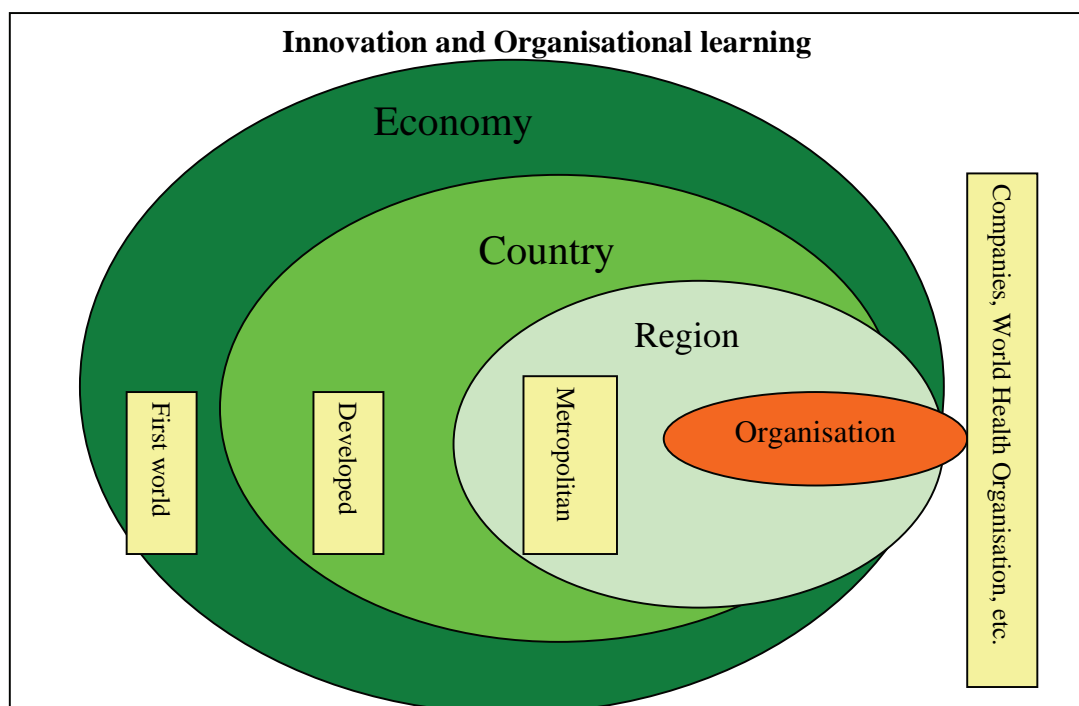 Innovation and Organisational learning
Economy
Country
Region
Organisation
First world
Developed
Metropolitan
Companies, World Health Organisation, etc.